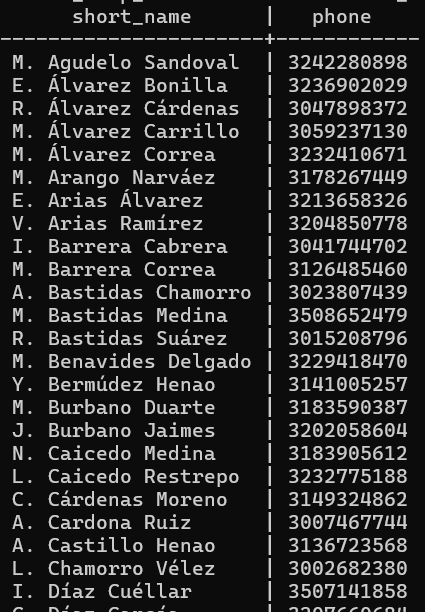 short_name | phone
----------------------+------------
M. Agudelo Sandoval | 3242280898
E. Álvarez Bonilla | 3236902029
R. Álvarez Cárdenas | 3047898372
M. Álvarez Carrillo | 3059237130
M. Álvarez Correa | 3232410671
M. Arango Narváez | 3178267449
E. Arias Álvarez | 3213658326
V. Arias Ramírez | 3204850778
I. Barrera Cabrera | 3041744702
M. Barrera Correa | 3126485460
A. Bastidas Chamorro | 3023807439
M. Bastidas Medina | 3508652479
R. Bastidas Suárez | 3015208796
M. Benavides Delgado | 3229418470
Y. Bermúdez Henao | 3141005257
M. Burbano Duarte | 3183590387
J. Burbano Jaimes | 3202058604
N. Caicedo Medina | 3183905612
L. Caicedo Restrepo | 3232775188
C. Cárdenas Moreno | 3149324862
A. Cardona Ruiz | 3007467744
A. Castillo Henao | 3136723568
L. Chamorro Vélez | 3002682380
I. Díaz Cuéllar | 3507141858